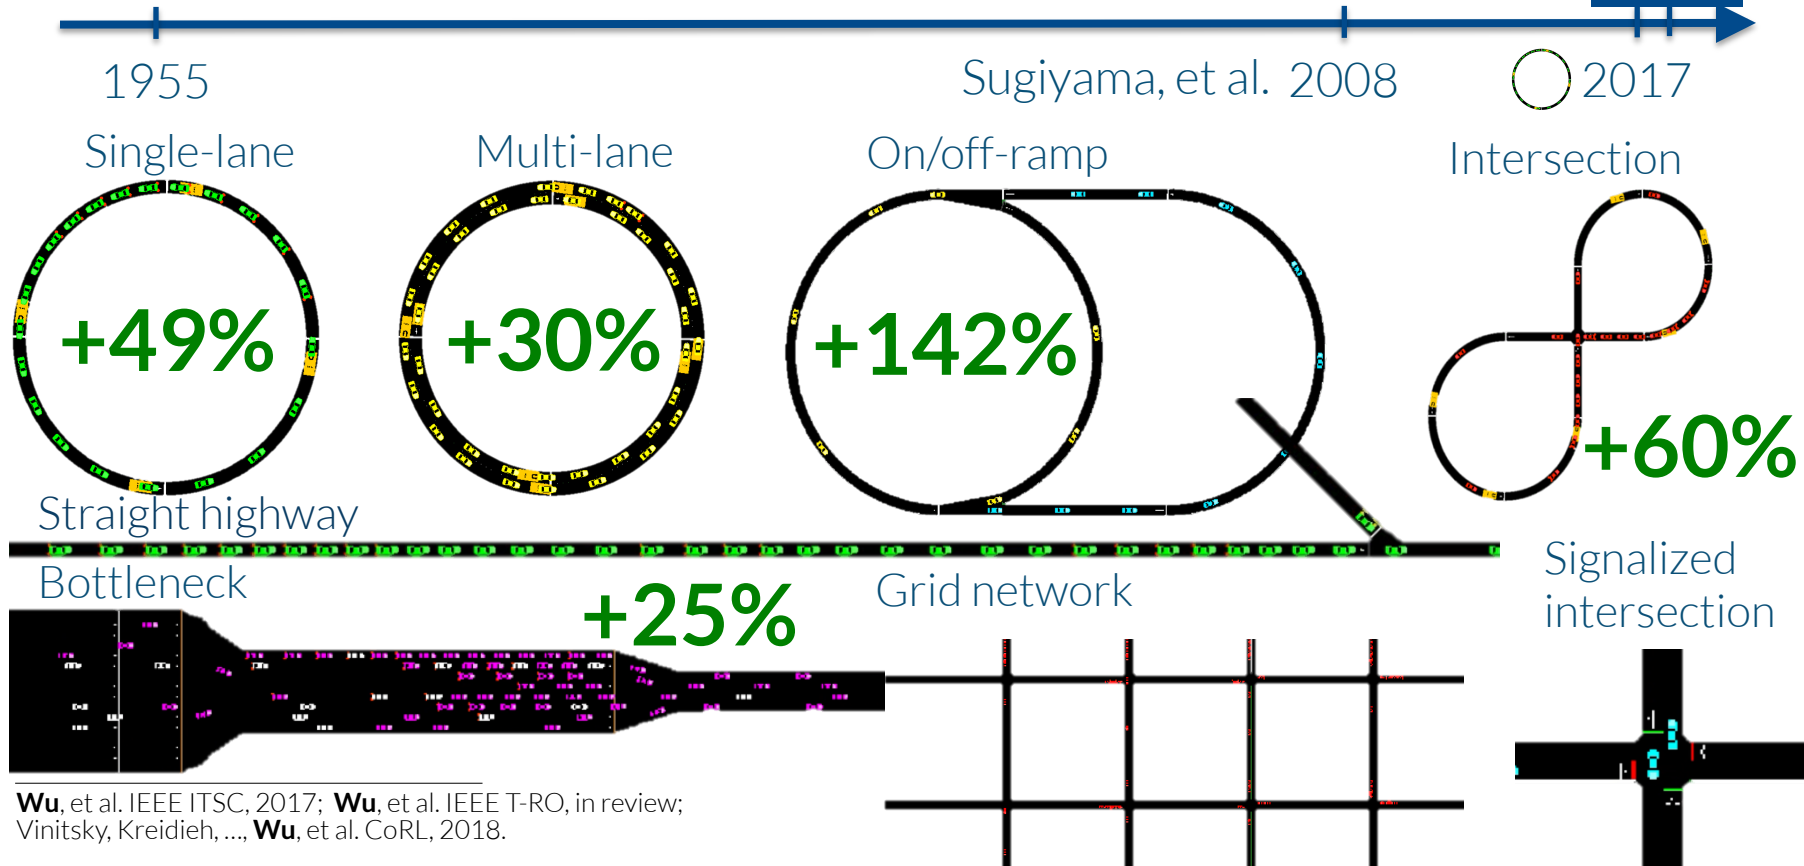 1955
Sugiyama, et al. 2008
2017
Single-lane
Multi-lane
On/off-ramp
Intersection
+49%
+30%
+142%
+60%
Straight highway
Bottleneck
+25%
Grid network
Signalized
intersection
Wu, et al. IEEE ITSC, 2017; Wu, et al. IEEE T-RO, in review;
Vinitsky, Kreidieh, ..., Wu, et al. CoRL, 2018.